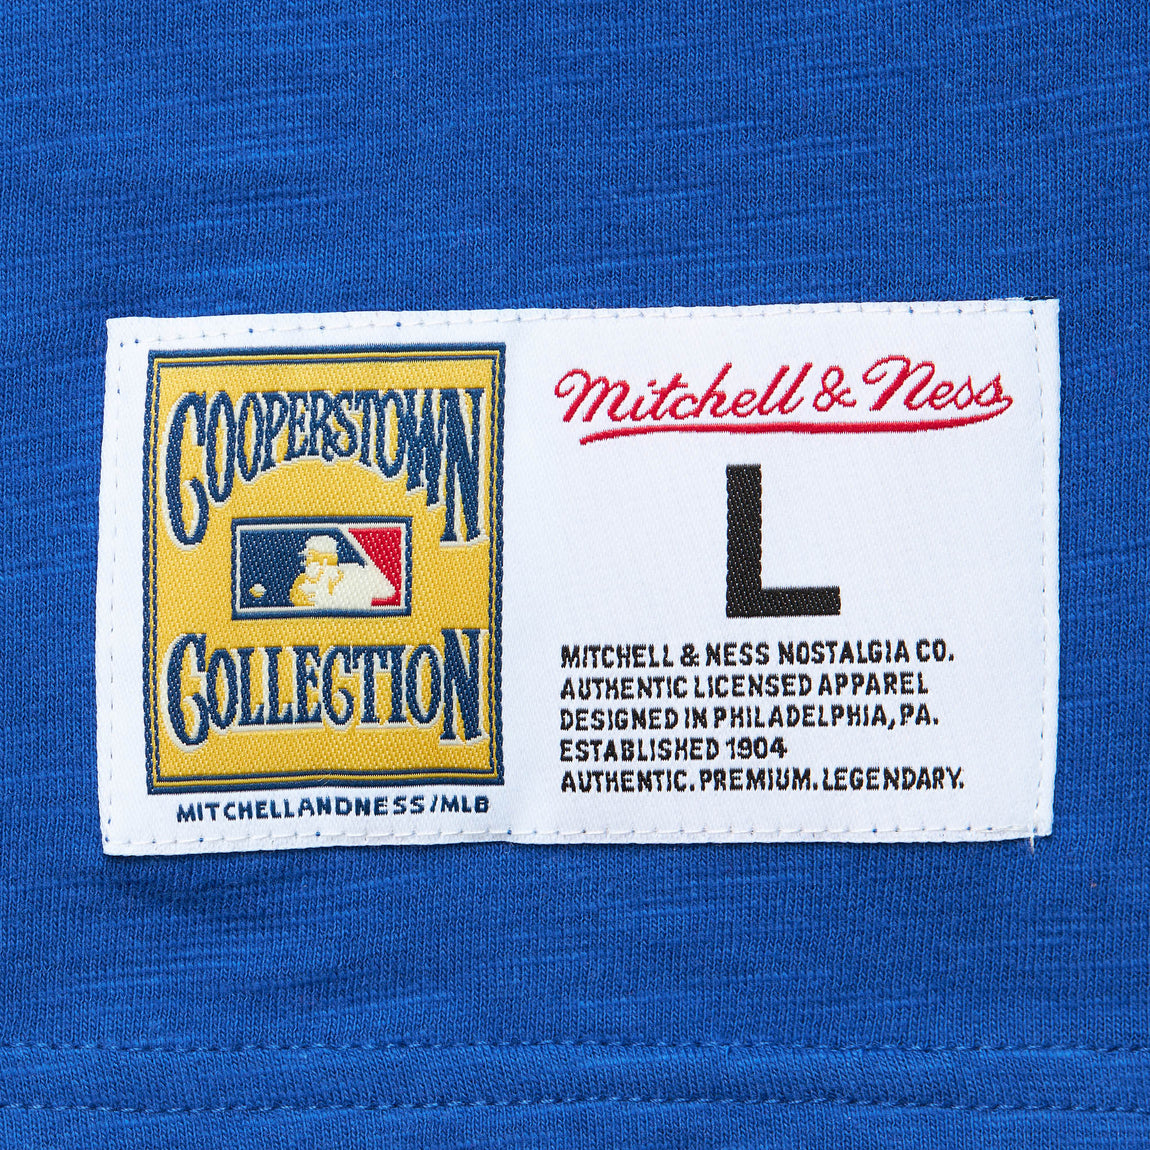 COOPERSTOWN
COLLECTION
MITCHELLANDNESS/MLB
Mitchell & Ness
L
MITCHELL & NESS NOSTALGIA CO.
AUTHENTIC LICENSED APPAREL
DESIGNED IN PHILADELPHIA, PA.
ESTABLISHED 1904
AUTHENTIC. PREMIUM. LEGENDARY.